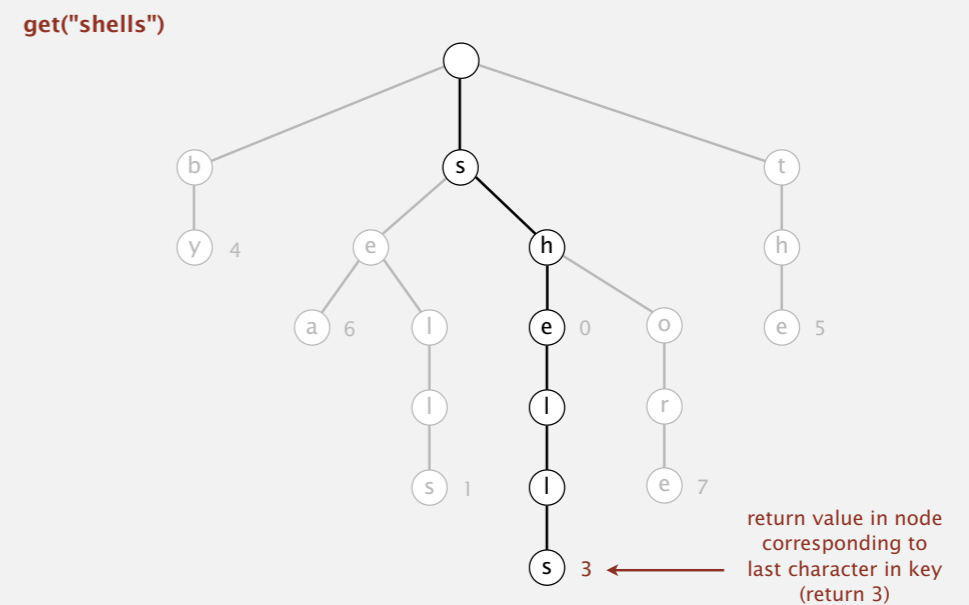 get("shells")
b s t
y 4 e h h
a 6 l e 0 o e 5
l l r
s 1 l e 7
s 3
return value in node
corresponding to
last character in key
(return 3)